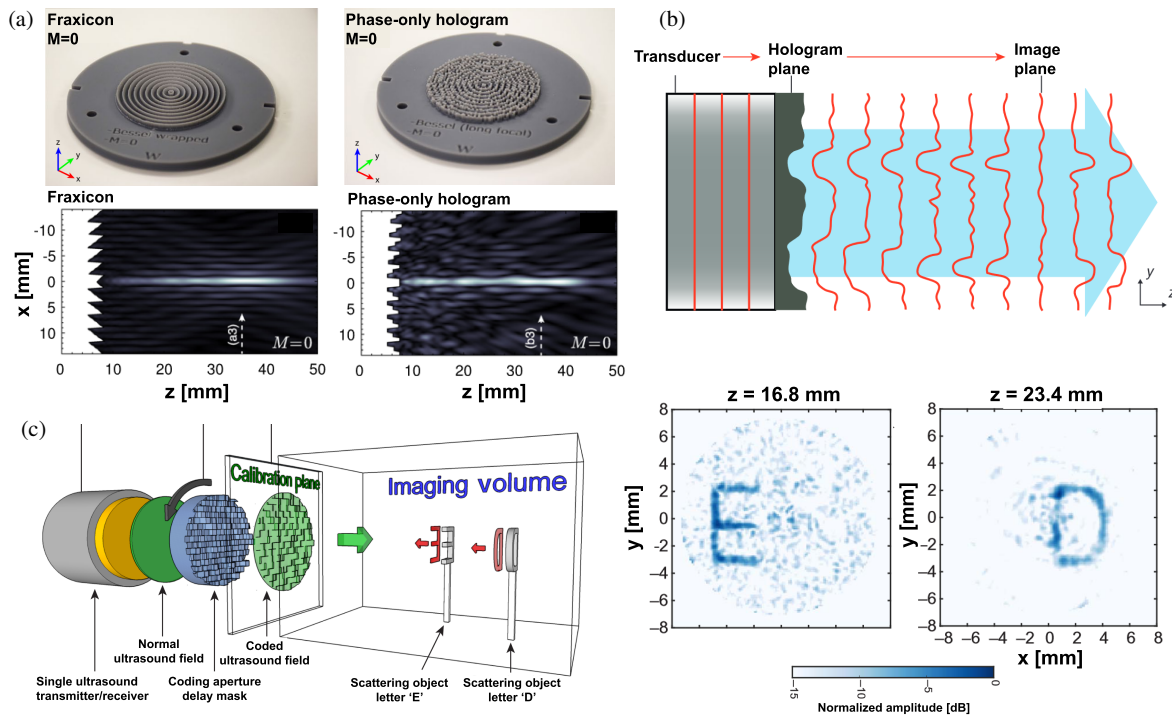 (a)
Fraxicon
M=0
z
y
x
-Bessel wrapped
-M=0
W
Phase-only hologram
M=0
z
y
x
-Bessel (long focal)
-M=0
W
Fraxicon
x [mm]
-10
-5
0
5
10
(a3)
M=0
0 10 20 30 40 50
z [mm]
Phase-only hologram
-10
-5
0
5
10
(b3)
M=0
0 10 20 30 40 50
z [mm]
(b)
Transducer
Hologram
plane
Image
plane
y
z
(c)
Calibration plane
Imaging volume
Normal
ultrasound field
Coded
ultrasound field
Single ultrasound
transmitter/receiver
Coding aperture
delay mask
Scattering object
letter ‘E’
Scattering object
letter ‘D’
z = 16.8 mm
y [mm]
8
6
4
2
0
−2
−4
−6
E
z = 23.4 mm
y [mm]
8
6
4
2
0
−2
−4
−6
D
−8 −6 −4 −2 0 2 4 6 8
x [mm]
−15 −10 −5 0
Normalized amplitude [dB]